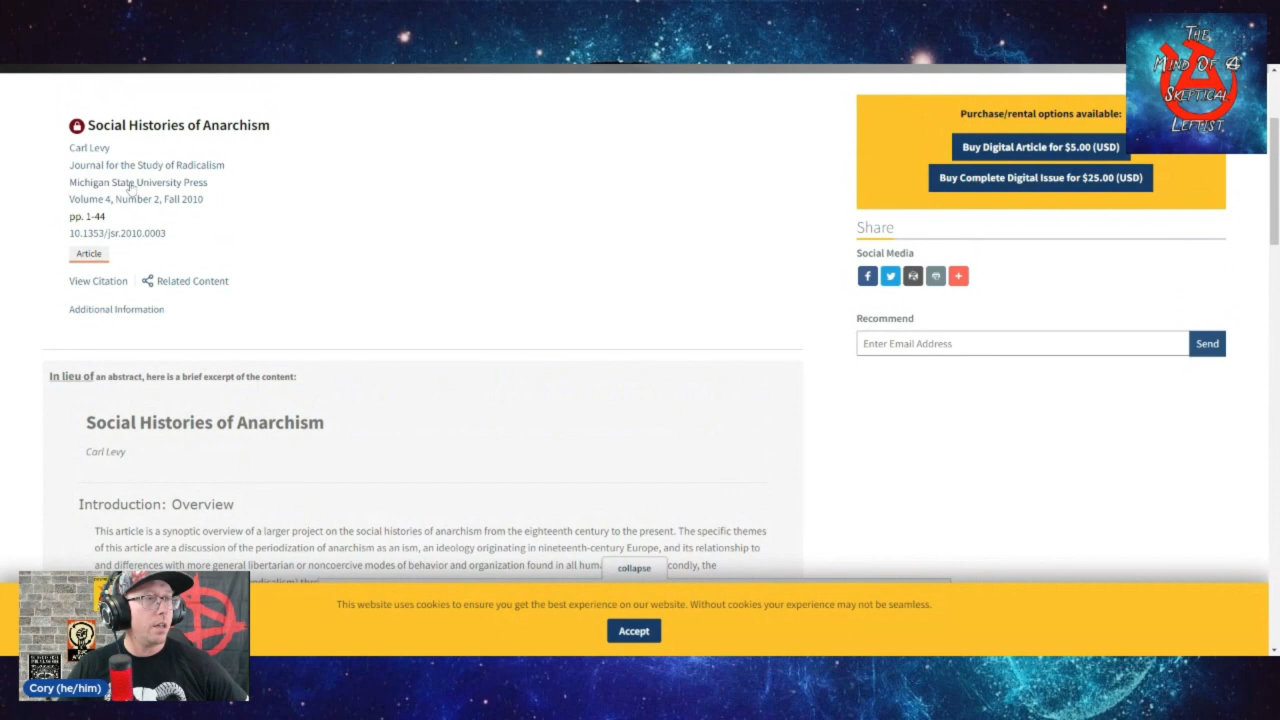 THE
MIND OF A
SKEPTICAL
LEFTIST
Social Histories of Anarchism
Carl Levy
Journal for the Study of Radicalism
Michigan State University Press
Volume 4, Number 2, Fall 2010
pp. 1-44
10.1353/jsr.2010.0003
Article
View Citation
Related Content
Additional Information
Purchase/rental options available:
Buy Digital Article for $5.00 (USD)
Buy Complete Digital Issue for $25.00 (USD)
Share
Social Media
Recommend
Enter Email Address
Send
In lieu of an abstract, here is a brief excerpt of the content:
Social Histories of Anarchism
Carl Levy
Introduction: Overview
This article is a synoptic overview of a larger project on the social histories of anarchism from the eighteenth century to the present. The specific themes
of this article are a discussion of the periodization of anarchism as an ism, an ideology originating in nineteenth-century Europe, and its relationship to
and differences with more general libertarian or noncoercive modes of behavior and organization found in all condly, the
collapse
This website uses cookies to ensure you get the best experience on our website. Without cookies your experience may not be seamless.
Accept
Cory (he/him)